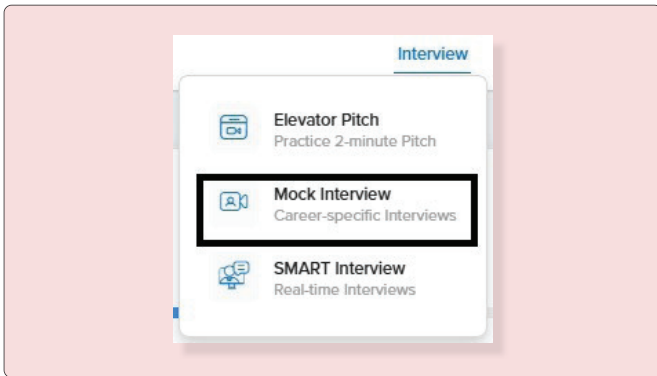 Interview
Elevator Pitch
Practice 2-minute Pitch
Mock Interview
Career-specific Interviews
SMART Interview
Real-time Interviews